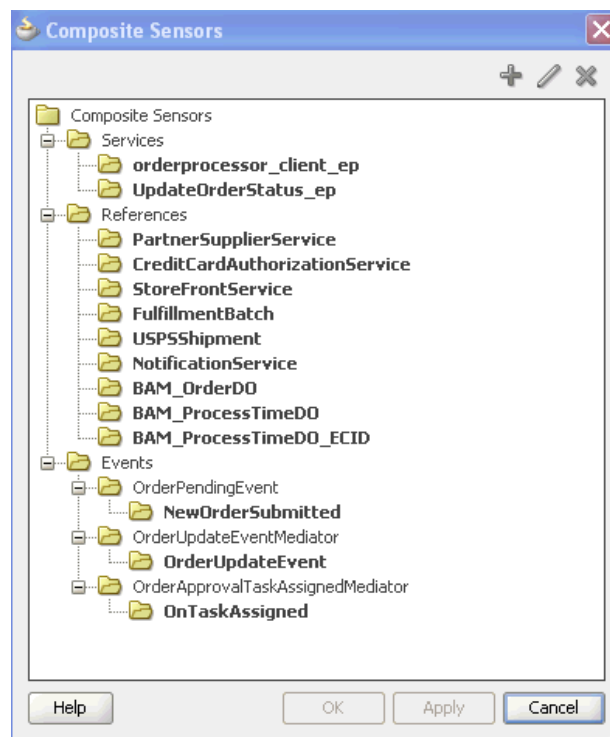 Composite Sensors
Composite Sensors
Services
orderprocessor_client_ep
UpdateOrderStatus_ep
References
PartnerSupplierService
CreditCardAuthorizationService
StoreFrontService
FulfillmentBatch
USPSShipment
NotificationService
BAM_OrderDO
BAM_ProcessTimeDO
BAM_ProcessTimeDO_ECID
Events
OrderPendingEvent
NewOrderSubmitted
OrderUpdateEventMediator
OrderUpdateEvent
OrderApprovalTaskAssignedMediator
OnTaskAssigned
Help OK Apply Cancel